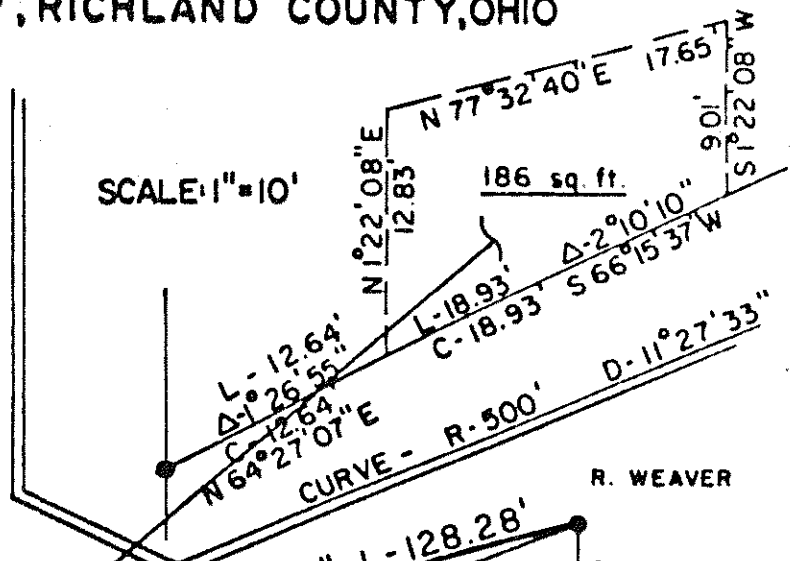 , RICHLAND COUNTY, OHIO
N 77° 32' 40" E 17.65'
9.01'
S 1° 22' 08" W
SCALE: 1" = 10'
N 1° 22' 08" E
12.83'
186 sq. ft.
Δ-2° 10' 10"
S 66° 15' 37" W
L-18.93'
C-18.93'
L - 12.64'
Δ-1° 26' 55"
C-12.64
N 64° 27' 07" E
CURVE - R-500' D-11° 27' 33"
R. WEAVER
L-128.28'